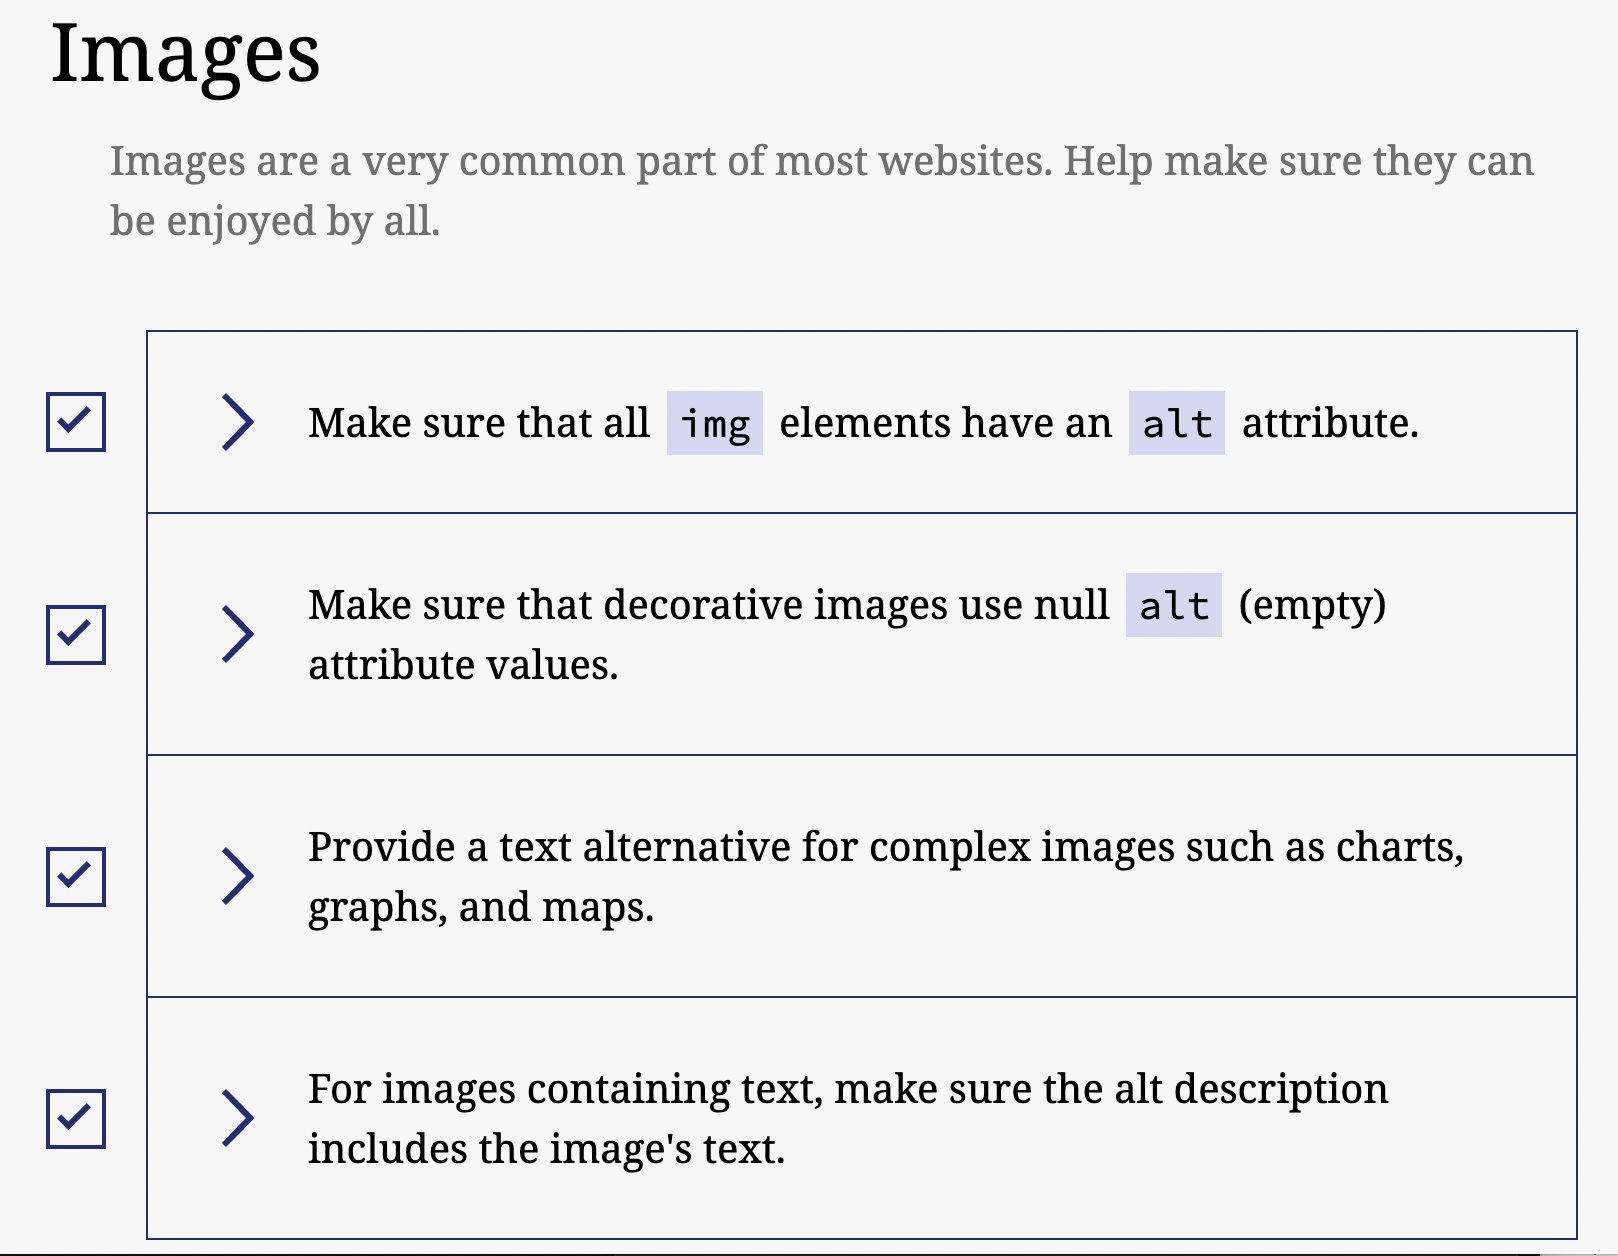 Images
Images are a very common part of most websites. Help make sure they can
be enjoyed by all.
Make sure that all img elements have an alt attribute.
Make sure that decorative images use null alt (empty)
attribute values.
Provide a text alternative for complex images such as charts,
graphs, and maps.
For images containing text, make sure the alt description
includes the image's text.